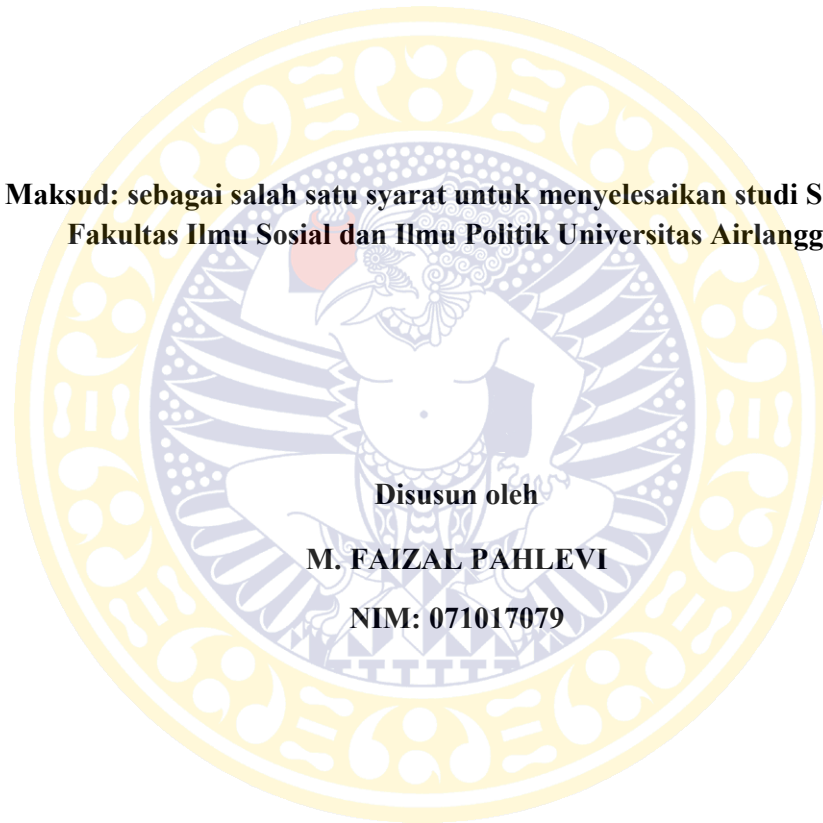 Maksud: sebagai salah satu syarat untuk menyelesaikan studi S
Fakultas Ilmu Sosial dan Ilmu Politik Universitas Airlangg
Disusun oleh
M. FAIZAL PAHLEVI
NIM: 071017079